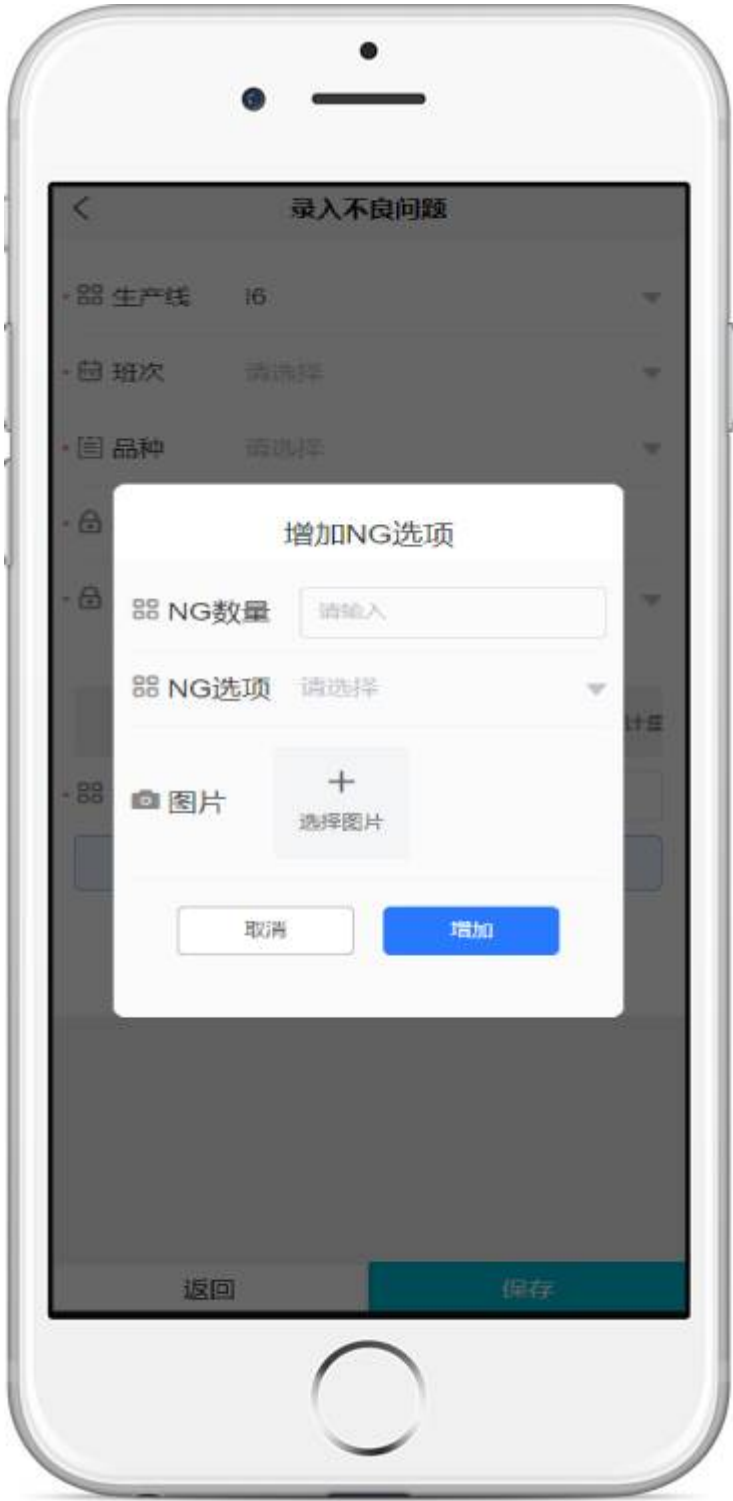 录入不良问题
生产线 i6
班次 请选择
品种 请选择
增加NG选项
NG数量 请输入
NG选项 请选择
图片
选择图片
取消 增加
返回 保存